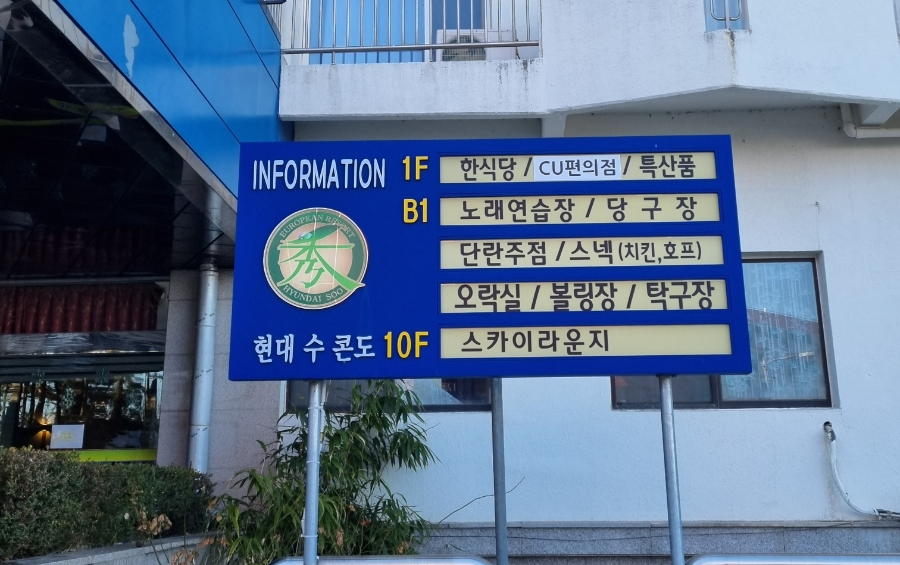 INFORMATION
1F 한식당 / CU편의점 / 특산품
B1 노래연습장 / 당구장
단란주점 / 스넥(치킨,호프)
오락실 / 볼링장 / 탁구장
EUROPEAN RESORT
秀
HYUNDAI SOO
현대 수 콘도
10F 스카이라운지